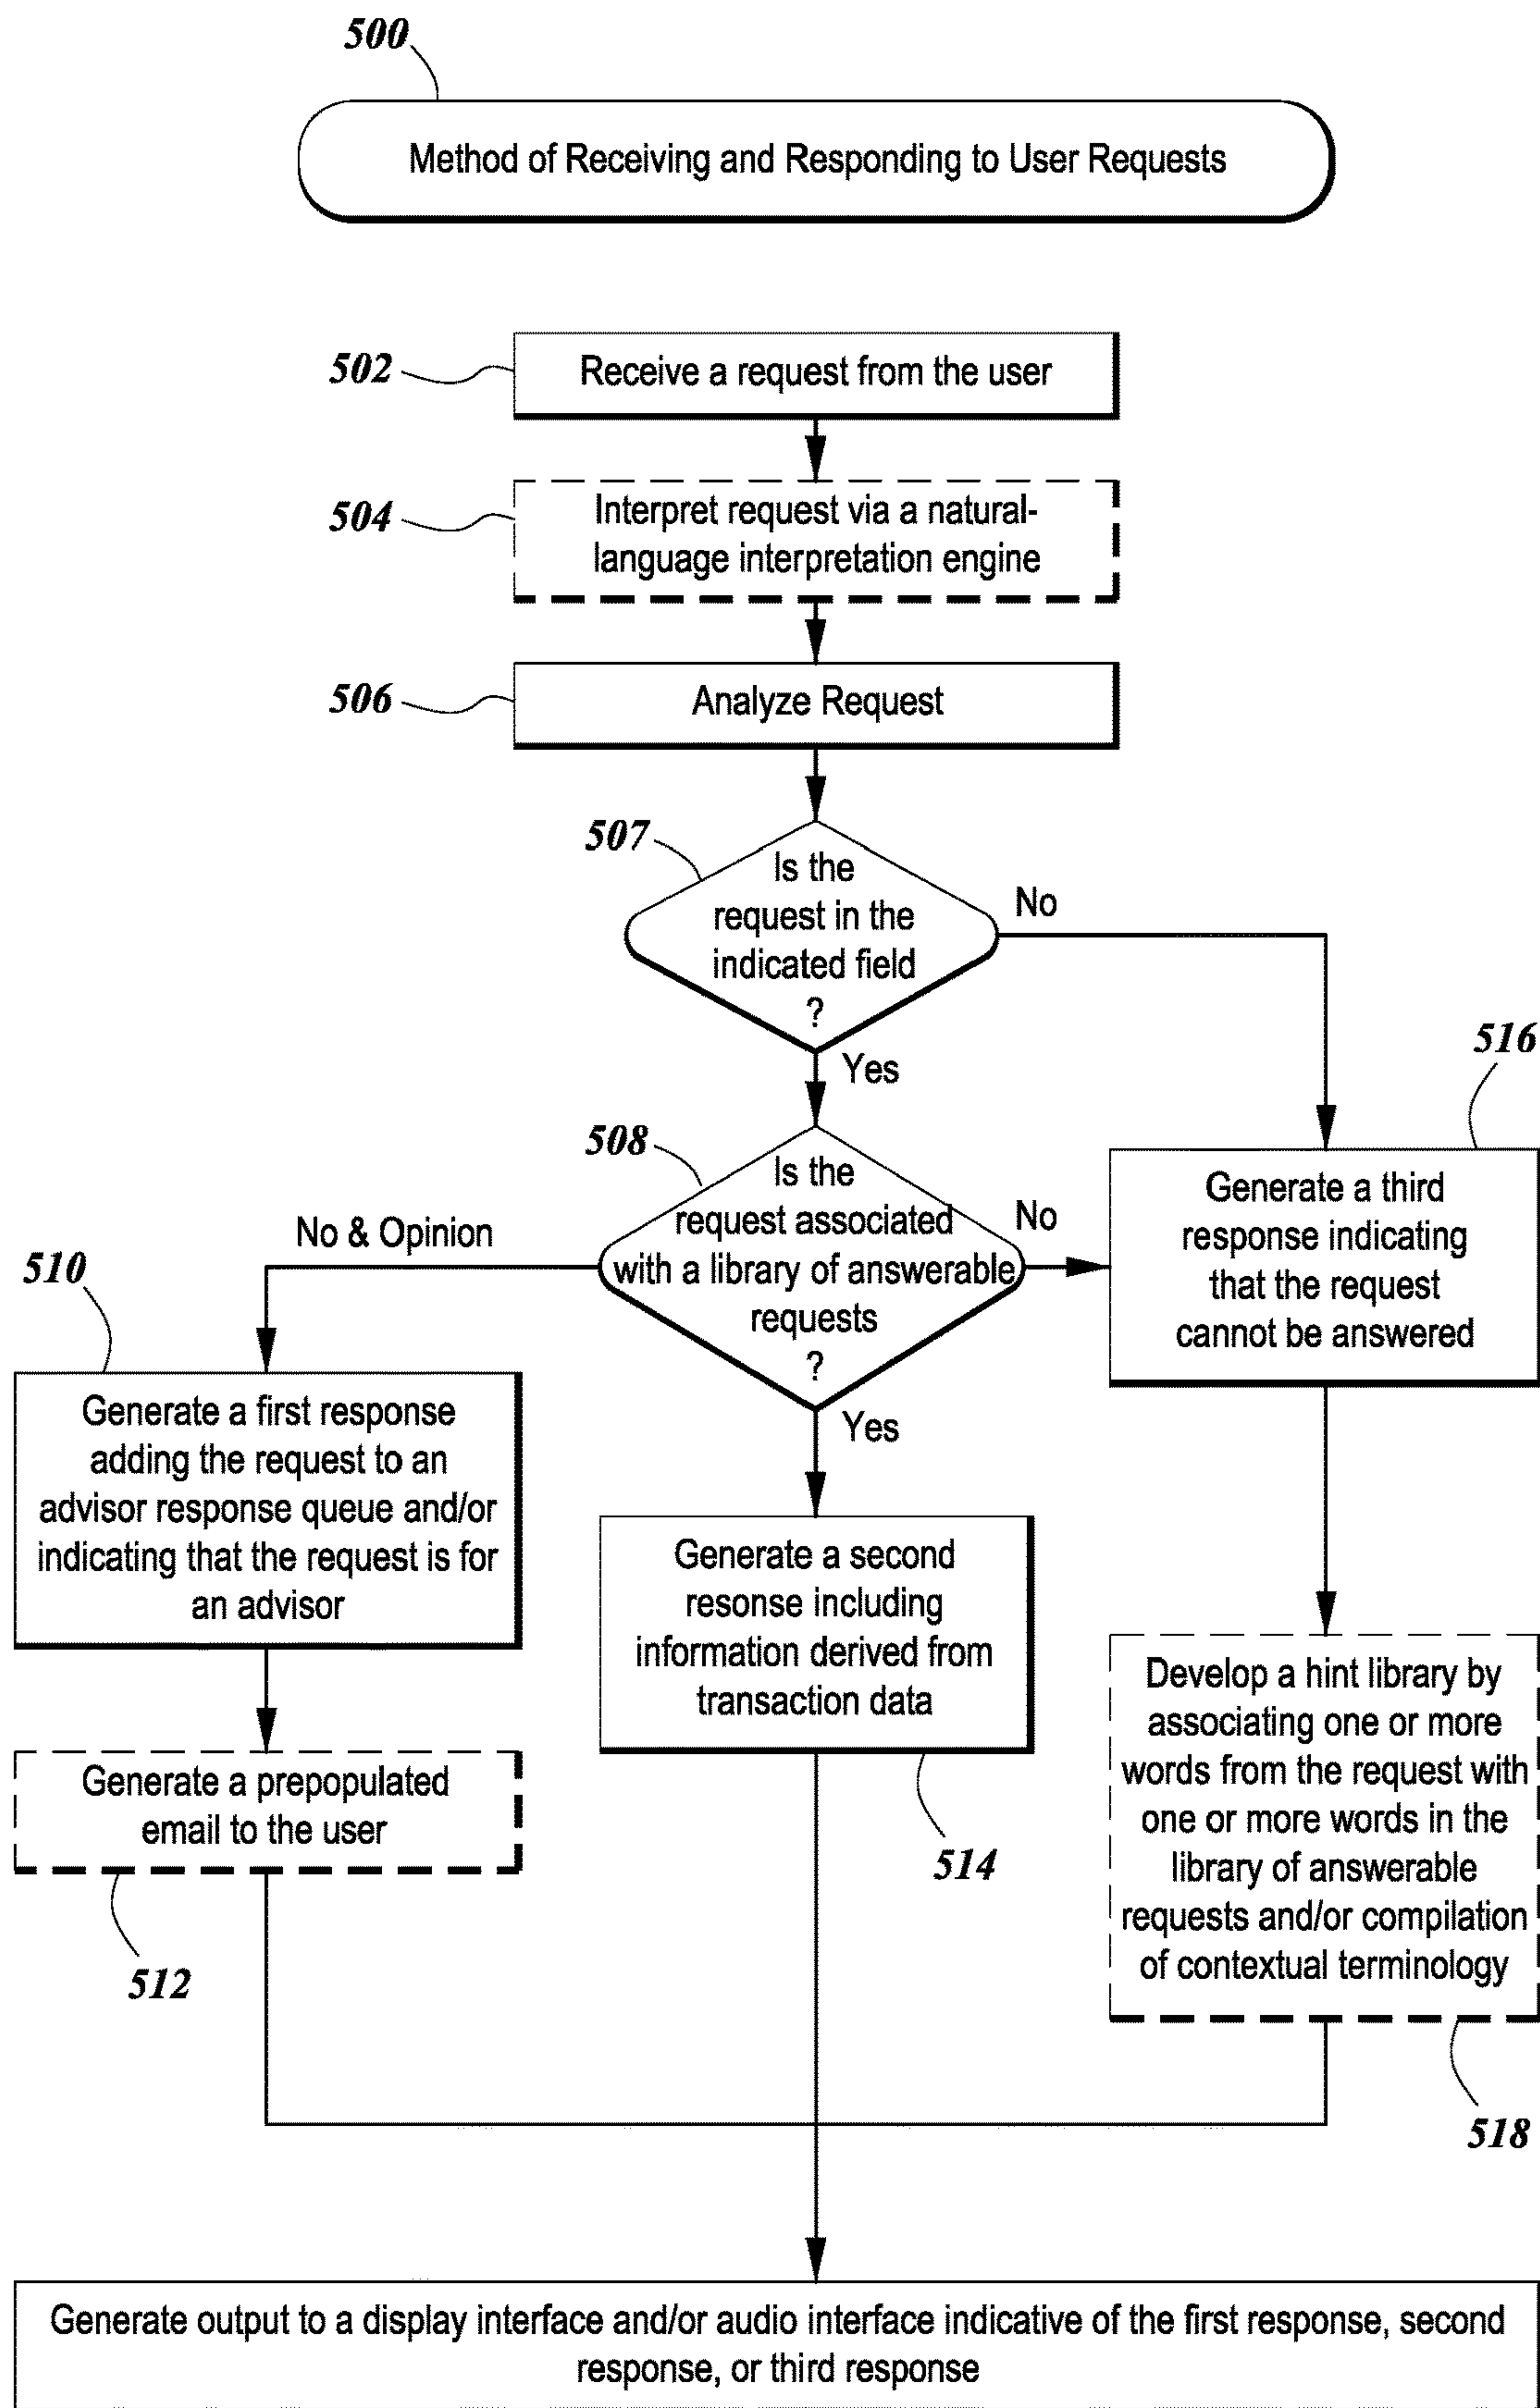 500
Method of Receiving and Responding to User Requests
502
Receive a request from the user
504
Interpret request via a natural-
language interpretation engine
506
Analyze Request
507
Is the
request in the
indicated field
?
No
Yes
516
Generate a third
response indicating
that the request
cannot be answered
508
Is the
request associated
with a library of answerable
requests
?
No & Opinion
No
Yes
510
Generate a first response
adding the request to an
advisor response queue and/or
indicating that the request is for
an advisor
Generate a second
resonse including
information derived from
transaction data
514
Develop a hint library by
associating one or more
words from the request with
one or more words in the
library of answerable
requests and/or compilation
of contextual terminology
518
Generate a prepopulated
email to the user
512
Generate output to a display interface and/or audio interface indicative of the first response, second
response, or third response